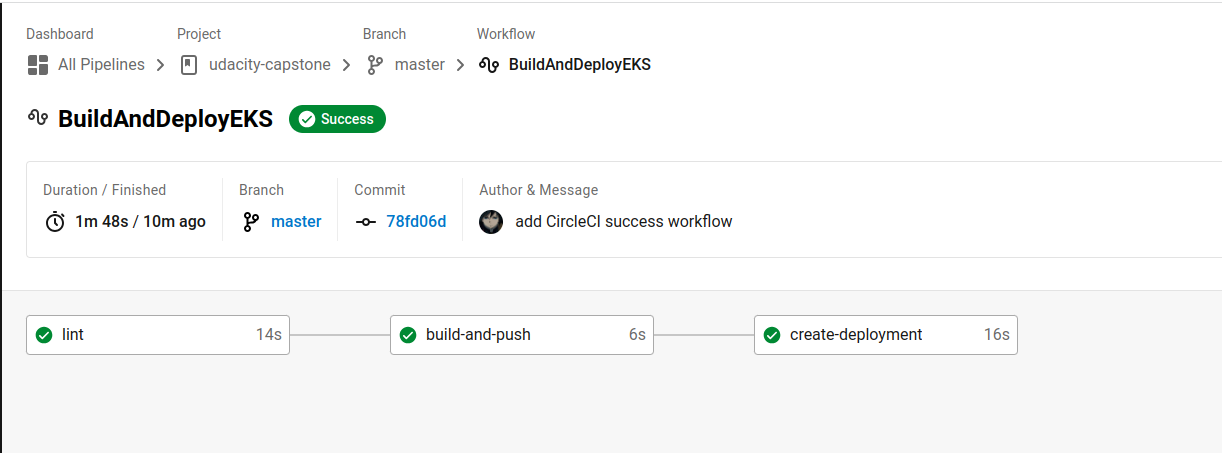 Dashboard Project Branch Workflow
All Pipelines udacity-capstone master BuildAndDeployEKS
BuildAndDeployEKS Success
Duration / Finished Branch Commit Author & Message
1m 48s / 10m ago master 78fd06d add CircleCI success workflow
lint 14s build-and-push 6s create-deployment 16s